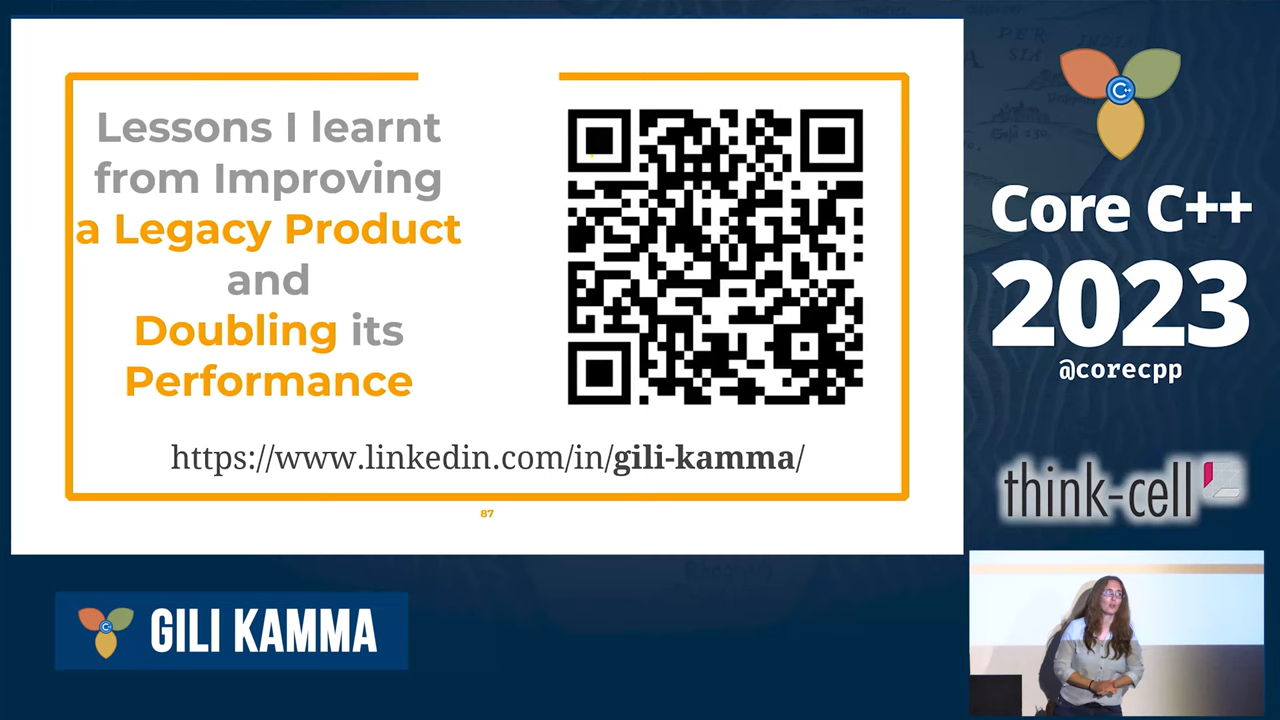 Lessons I learnt
from Improving
a Legacy Product
and
Doubling its
Performance
https://www.linkedin.com/in/gili-kamma/
87
C++
Core C++
2023
@corecpp
think-cell
GILI KAMMA